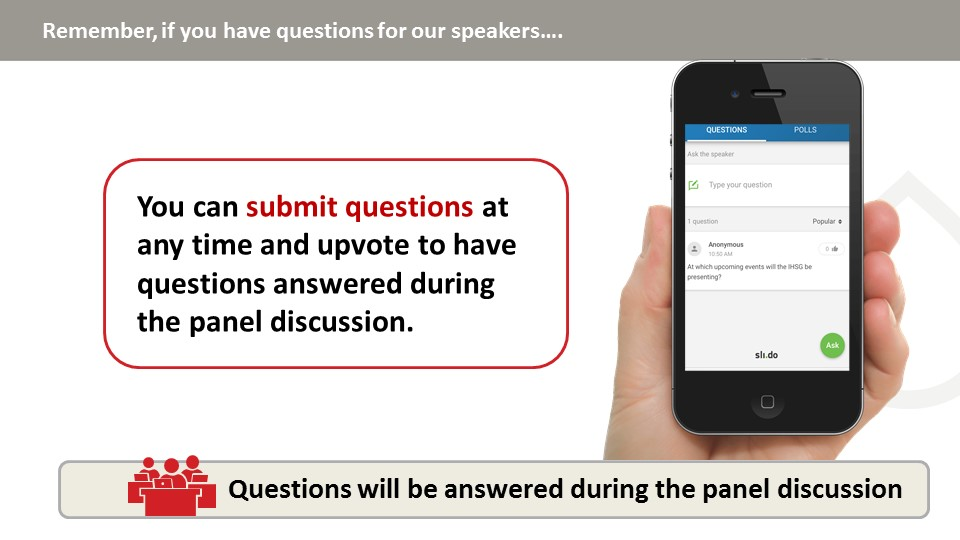 Remember, if you have questions for our speakers....
You can submit questions at
any time and upvote to have
questions answered during
the panel discussion.
QUESTIONS POLLS
Ask the speaker
Type your question
1 question Popular
Anonymous
10:50 AM
0
At which upcoming events will the IHSG be
presenting?
Ask
sli.do
Questions will be answered during the panel discussion